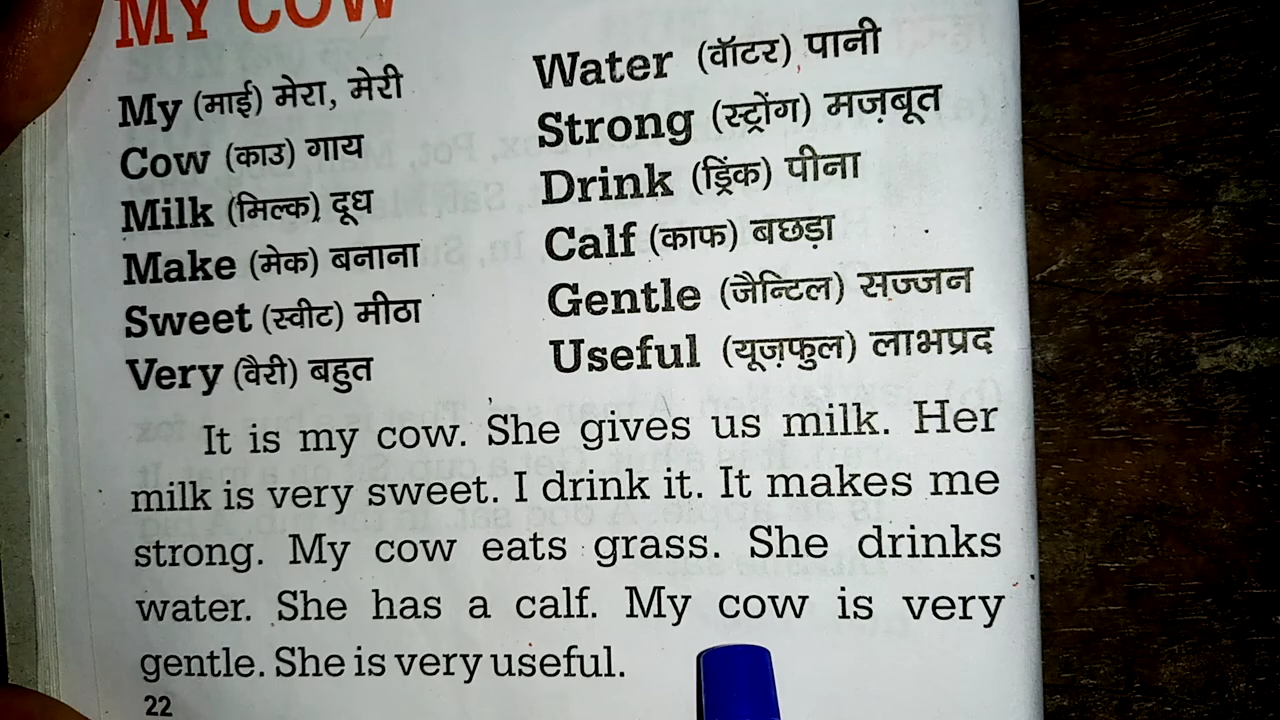 MY COW
My (माई) मेरा, मेरी
Cow (काउ) गाय
Milk (मिल्क) दूध
Make (मेक) बनाना
Sweet (स्वीट) मीठा
Very (वैरी) बहुत
Water (वॉटर) पानी
Strong (स्ट्रोंग) मज़बूत
Drink (ड्रिंक) पीना
Calf (काफ) बछड़ा
Gentle (जैन्टिल) सज्जन
Useful (यूज़फुल) लाभप्रद
It is my cow. She gives us milk. Her
milk is very sweet. I drink it. It makes me
strong. My cow eats grass. She drinks
water. She has a calf. My cow is very
gentle. She is very useful.
22